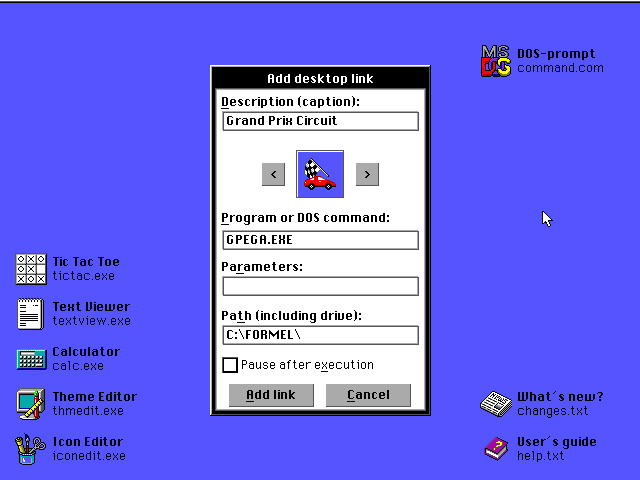 MS
DOS
DOS-prompt
command.com
Add desktop link
Description (caption):
Grand Prix Circuit
<
>
Program or DOS command:
GPEGA.EXE
Parameters:
Path (including drive):
C:\FORMEL\
Pause after execution
Add link
Cancel
Tic Tac Toe
tictac.exe
Text Viewer
textview.exe
Calculator
calc.exe
Theme Editor
thmedit.exe
Icon Editor
iconedit.exe
What´s new?
changes.txt
User´s guide
help.txt